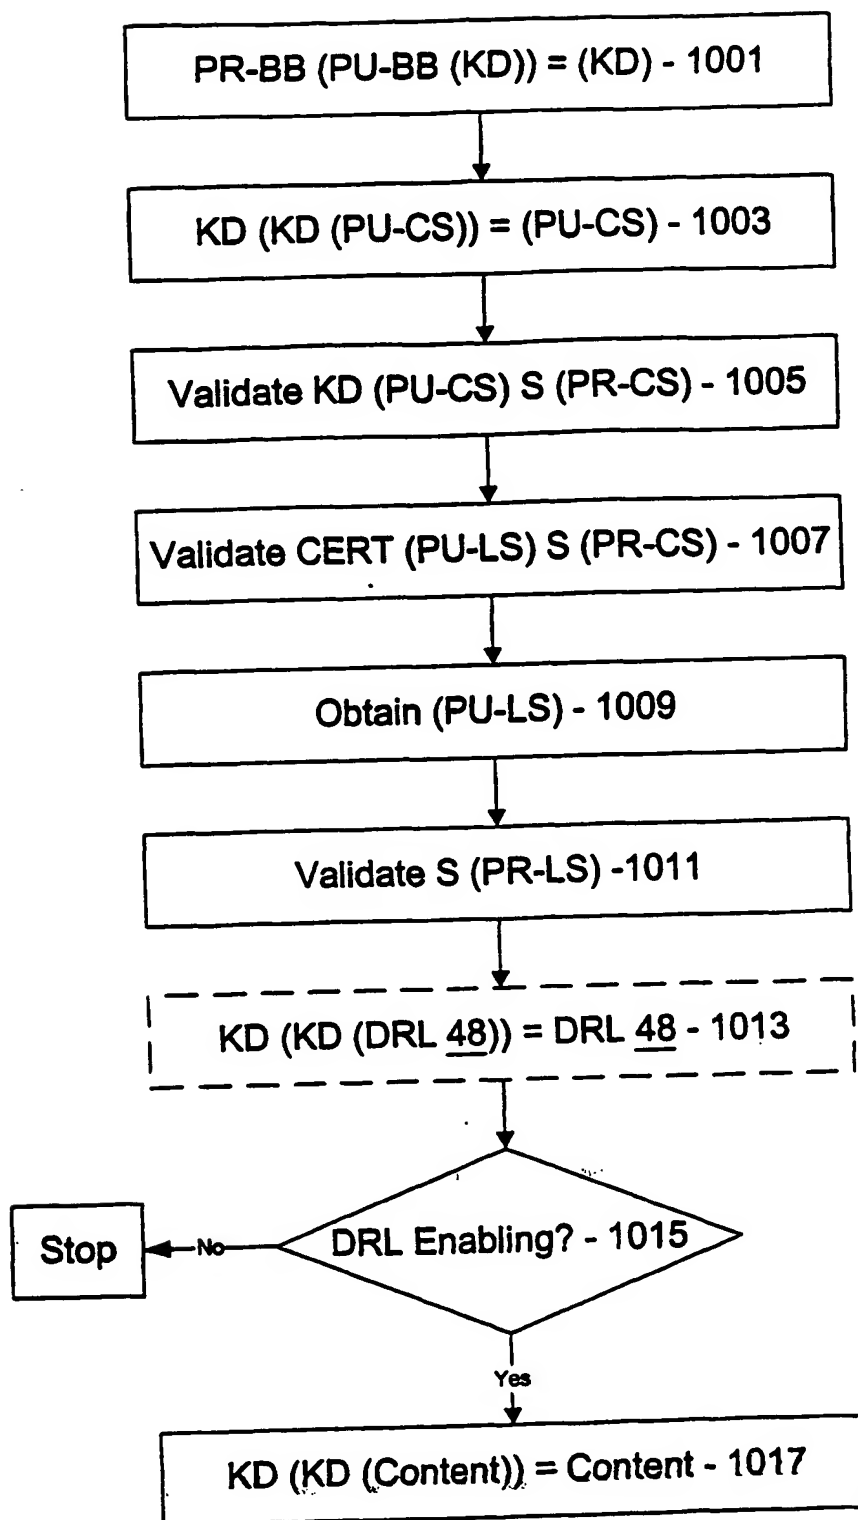 PR-BB (PU-BB (KD)) = (KD) - 1001
KD (KD (PU-CS)) = (PU-CS) - 1003
Validate KD (PU-CS) S (PR-CS) - 1005
Validate CERT (PU-LS) S (PR-CS) - 1007
Obtain (PU-LS) - 1009
Validate S (PR-LS) -1011
KD (KD (DRL 48)) = DRL 48 - 1013
DRL Enabling? - 1015
No
Stop
Yes
KD (KD (Content)) = Content - 1017